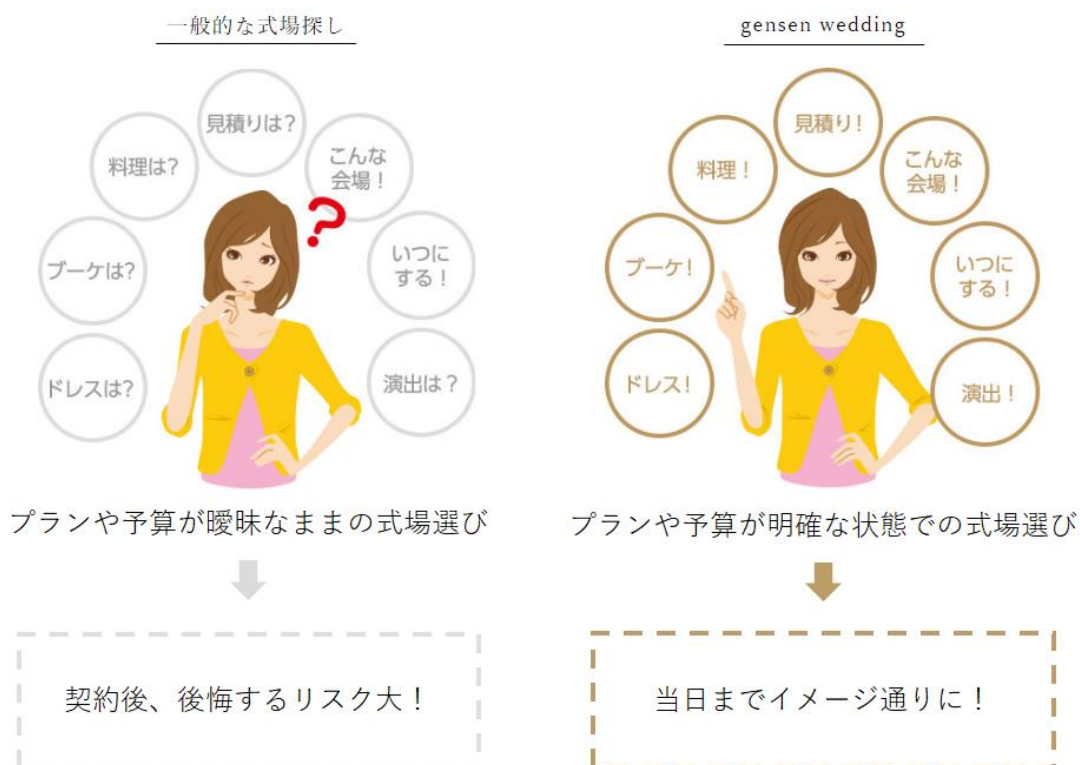 一般的な式場探し
見積りは?
料理は?
こんな
会場!
ブーケは?
いつに
する!
ドレスは?
演出は?
?
プランや予算が曖昧なままの式場選び
契約後、後悔するリスク大！
gensen wedding
見積り!
料理!
こんな
会場!
ブーケ!
いつに
する!
ドレス!
演出!
プランや予算が明確な状態での式場選び
当日までイメージ通りに！